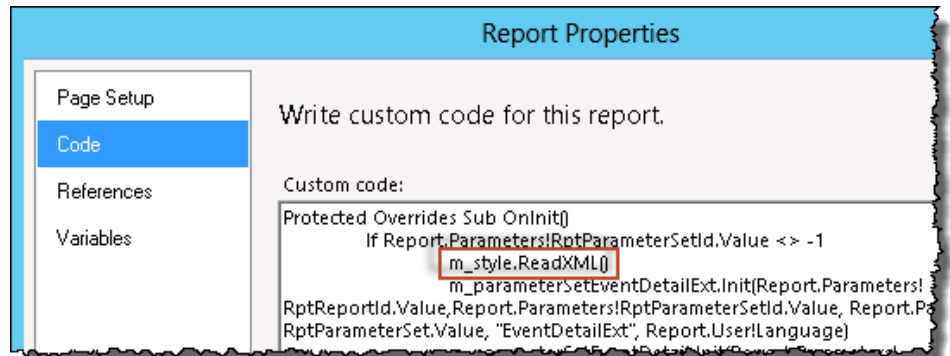 Report Properties
Page Setup
Code
References
Variables
Write custom code for this report.
Custom code:
Protected Overrides Sub OnInit()
If Report.Parameters!RptParameterSetId.Value <> -1
m_style.ReadXML()
m_parameterSetEventDetailExt.Init(Report.Parameters!
RptReportId.Value,Report.Parameters!RptParameterSetId.Value, Report.Pa
RptParameterSet.Value, "EventDetailExt", Report.User!Language)